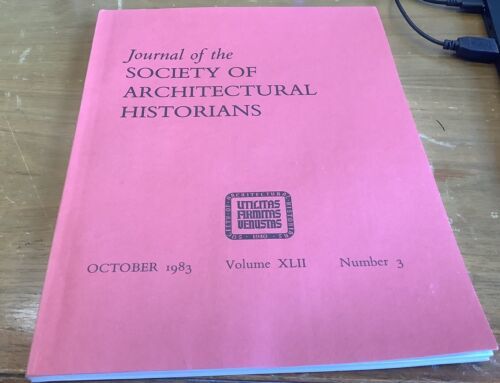 Journal of the
SOCIETY OF
ARCHITECTURAL
HISTORIANS
UTILITAS
FIRMITAS
VENUSTAS
OCTOBER 1983 Volume XLII Number 3